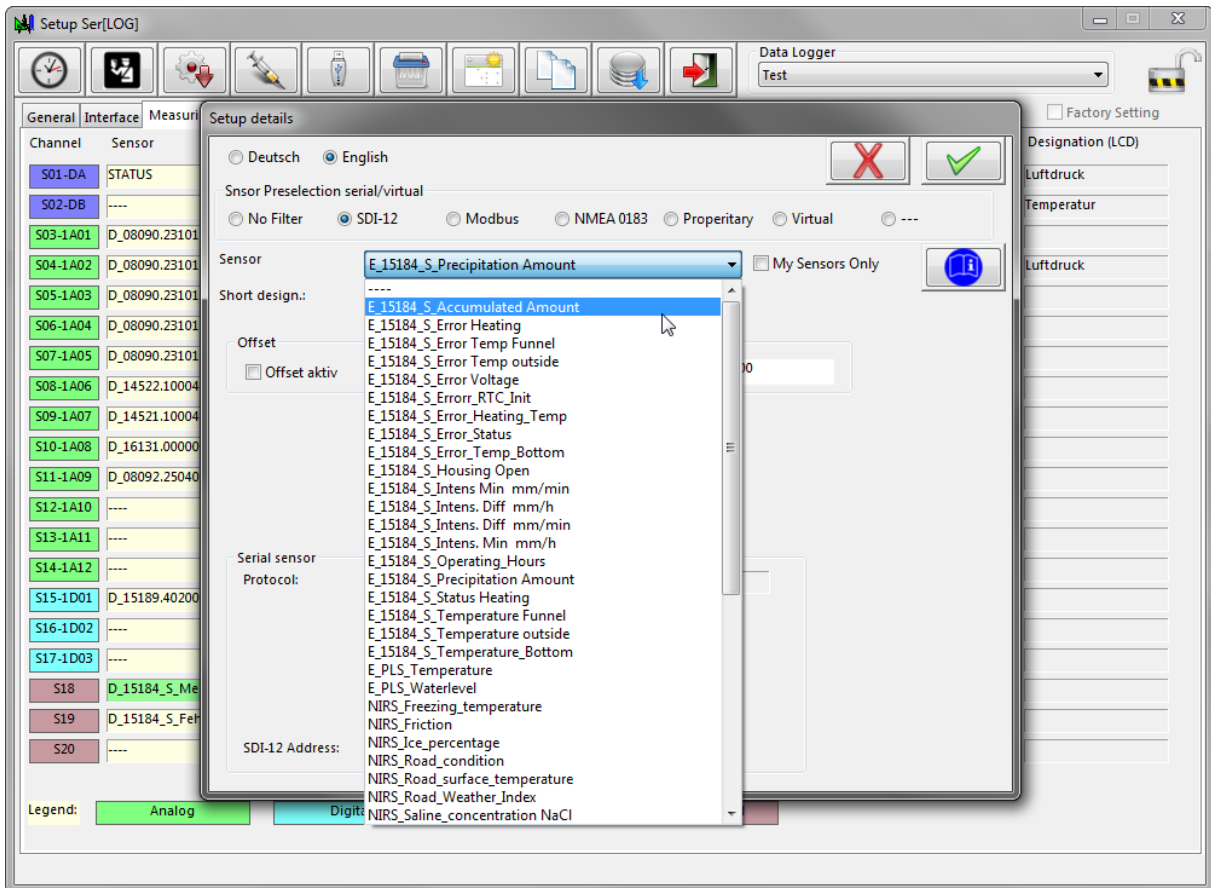 Setup Ser[LOG]
Data Logger
Test
General Interface Measuri
Factory Setting
Channel Sensor Designation (LCD)
S01-DA STATUS Luftdruck
S02-DB ---- Temperatur
S03-1A01 D_08090.23101
S04-1A02 D_08090.23101 Luftdruck
S05-1A03 D_08090.23101
S06-1A04 D_08090.23101
S07-1A05 D_08090.23101
S08-1A06 D_14522.10004
S09-1A07 D_14521.10004
S10-1A08 D_16131.00000
S11-1A09 D_08092.25040
S12-1A10 ----
S13-1A11 ----
S14-1A12 ----
S15-1D01 D_15189.40200
S16-1D02 ----
S17-1D03 ----
S18 D_15184_S_Me
S19 D_15184_S_Feh
S20 ----
Legend: Analog Digita
Setup details
Deutsch English
Snsor Preselection serial/virtual
No Filter SDI-12 Modbus NMEA 0183 Properitary Virtual ---
Sensor E_15184_S_Precipitation Amount My Sensors Only
Short design.:
Offset
Offset aktiv
Serial sensor
Protocol:
SDI-12 Address:
----
E_15184_S_Accumulated Amount
E_15184_S_Error Heating
E_15184_S_Error Temp Funnel
E_15184_S_Error Temp outside
E_15184_S_Error Voltage
E_15184_S_Errorr_RTC_Init
E_15184_S_Error_Heating_Temp
E_15184_S_Error_Status
E_15184_S_Error_Temp_Bottom
E_15184_S_Housing Open
E_15184_S_Intens Min mm/min
E_15184_S_Intens. Diff mm/h
E_15184_S_Intens. Diff mm/min
E_15184_S_Intens. Min mm/h
E_15184_S_Operating_Hours
E_15184_S_Precipitation Amount
E_15184_S_Status Heating
E_15184_S_Temperature Funnel
E_15184_S_Temperature outside
E_15184_S_Temperature_Bottom
E_PLS_Temperature
E_PLS_Waterlevel
NIRS_Freezing_temperature
NIRS_Friction
NIRS_Ice_percentage
NIRS_Road_condition
NIRS_Road_surface_temperature
NIRS_Road_Weather_Index
NIRS_Saline_concentration NaCl